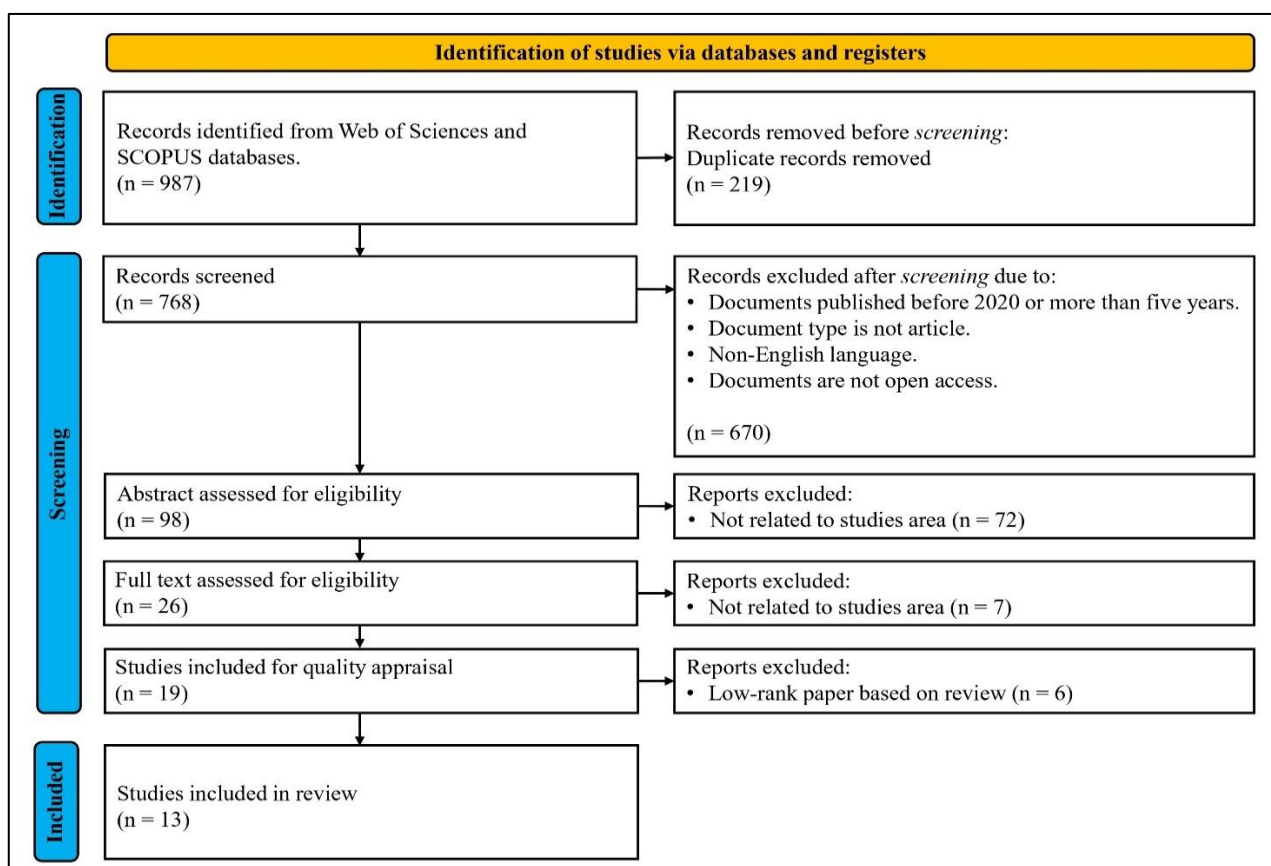 Identification of studies via databases and registers
Identification
Records identified from Web of Sciences and
SCOPUS databases.
(n = 987)
Records removed before screening:
Duplicate records removed
(n = 219)
Screening
Records screened
(n = 768)
Records excluded after screening due to:
• Documents published before 2020 or more than five years.
• Document type is not article.
• Non-English language.
• Documents are not open access.
(n = 670)
Abstract assessed for eligibility
(n = 98)
Reports excluded:
• Not related to studies area (n = 72)
Full text assessed for eligibility
(n = 26)
Reports excluded:
• Not related to studies area (n = 7)
Studies included for quality appraisal
(n = 19)
Reports excluded:
• Low-rank paper based on review (n = 6)
Included
Studies included in review
(n = 13)